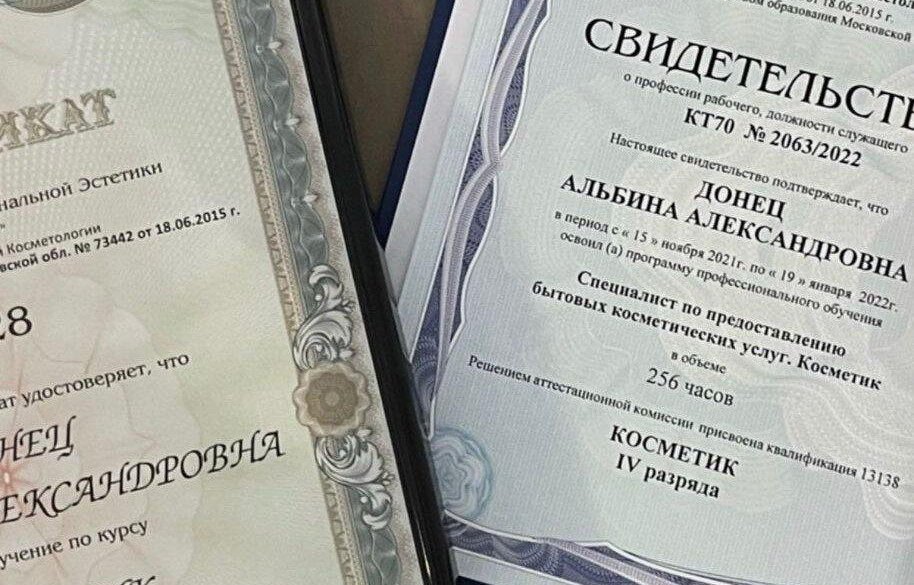 ИКАТ
нальной Эстетики
и Косметологии
вской обл. № 73442 от 18.06.2015 г.
28
ат удостоверяет, что
НЕЦ
ЕКСАНДРОВНА
учение по курсу
от 18.06.2015 г.
образования Московской
СВИДЕТЕЛЬСТВ
о профессии рабочего, должности служащего
КТ70 № 2063/2022
Настоящее свидетельство подтверждает, что
ДОНЕЦ
АЛЬБИНА АЛЕКСАНДРОВНА
в период с « 15 » ноября 2021г. по « 19 » января 2022г.
освоил (а) программу профессионального обучения
Специалист по предоставлению
бытовых косметических услуг. Косметик
в объеме
256 часов
Решением аттестационной комиссии присвоена квалификация 13138
КОСМЕТИК
IV разряда